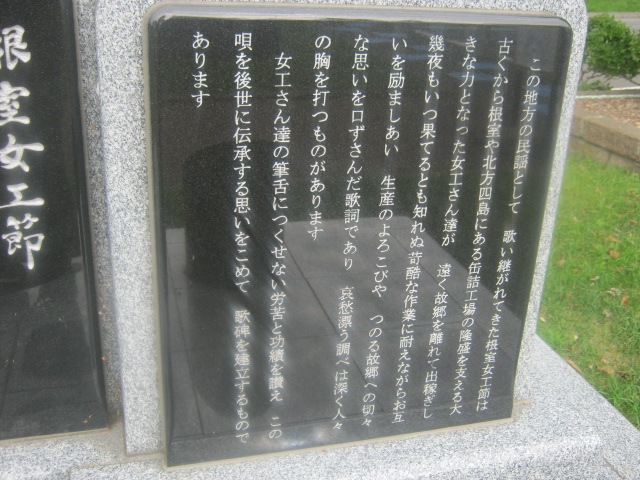 この地方の民謡として　歌い継がれてきた根室女工節は
古くから根室や北方四島にある缶詰工場の隆盛を支える大
きな力となった女工さん達が　遠く故郷を離れて出稼ぎし
幾夜もいつ果てるとも知れぬ苛酷な作業に耐えながらお互
いを励ましあい　生産のよろこびや　つのる故郷への切々
な思いを口ずさんだ歌詞であり　哀愁漂う調べは深く人々
の胸を打つものがあります
女工さん達の筆舌につくせない労苦と功績を讃え　この
唄を後世に伝承する思いをこめて　歌碑を建立するもので
あります
根室女工節